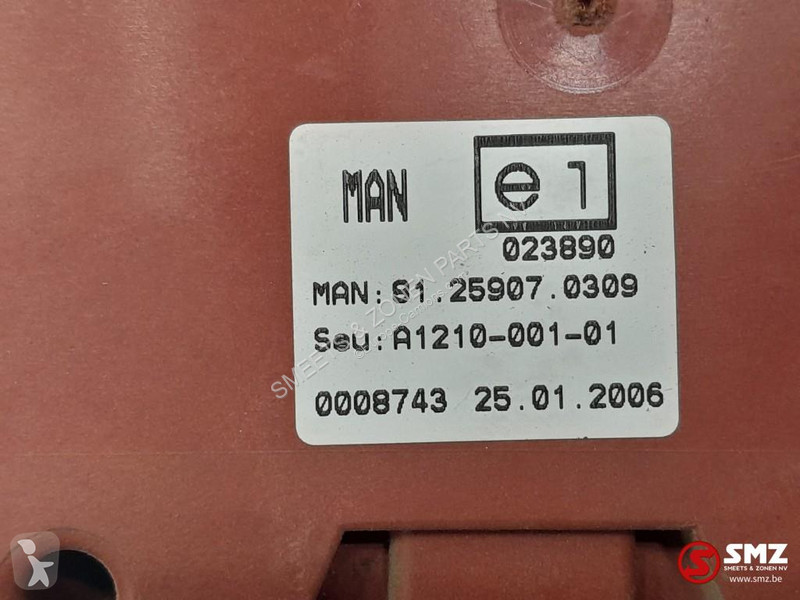 MAN e1
023890
MAN: 81.25907.0309
Seu: A1210-001-01
0008743 25.01.2006
SMZ
SMEETS & ZONEN NV
www.smz.be